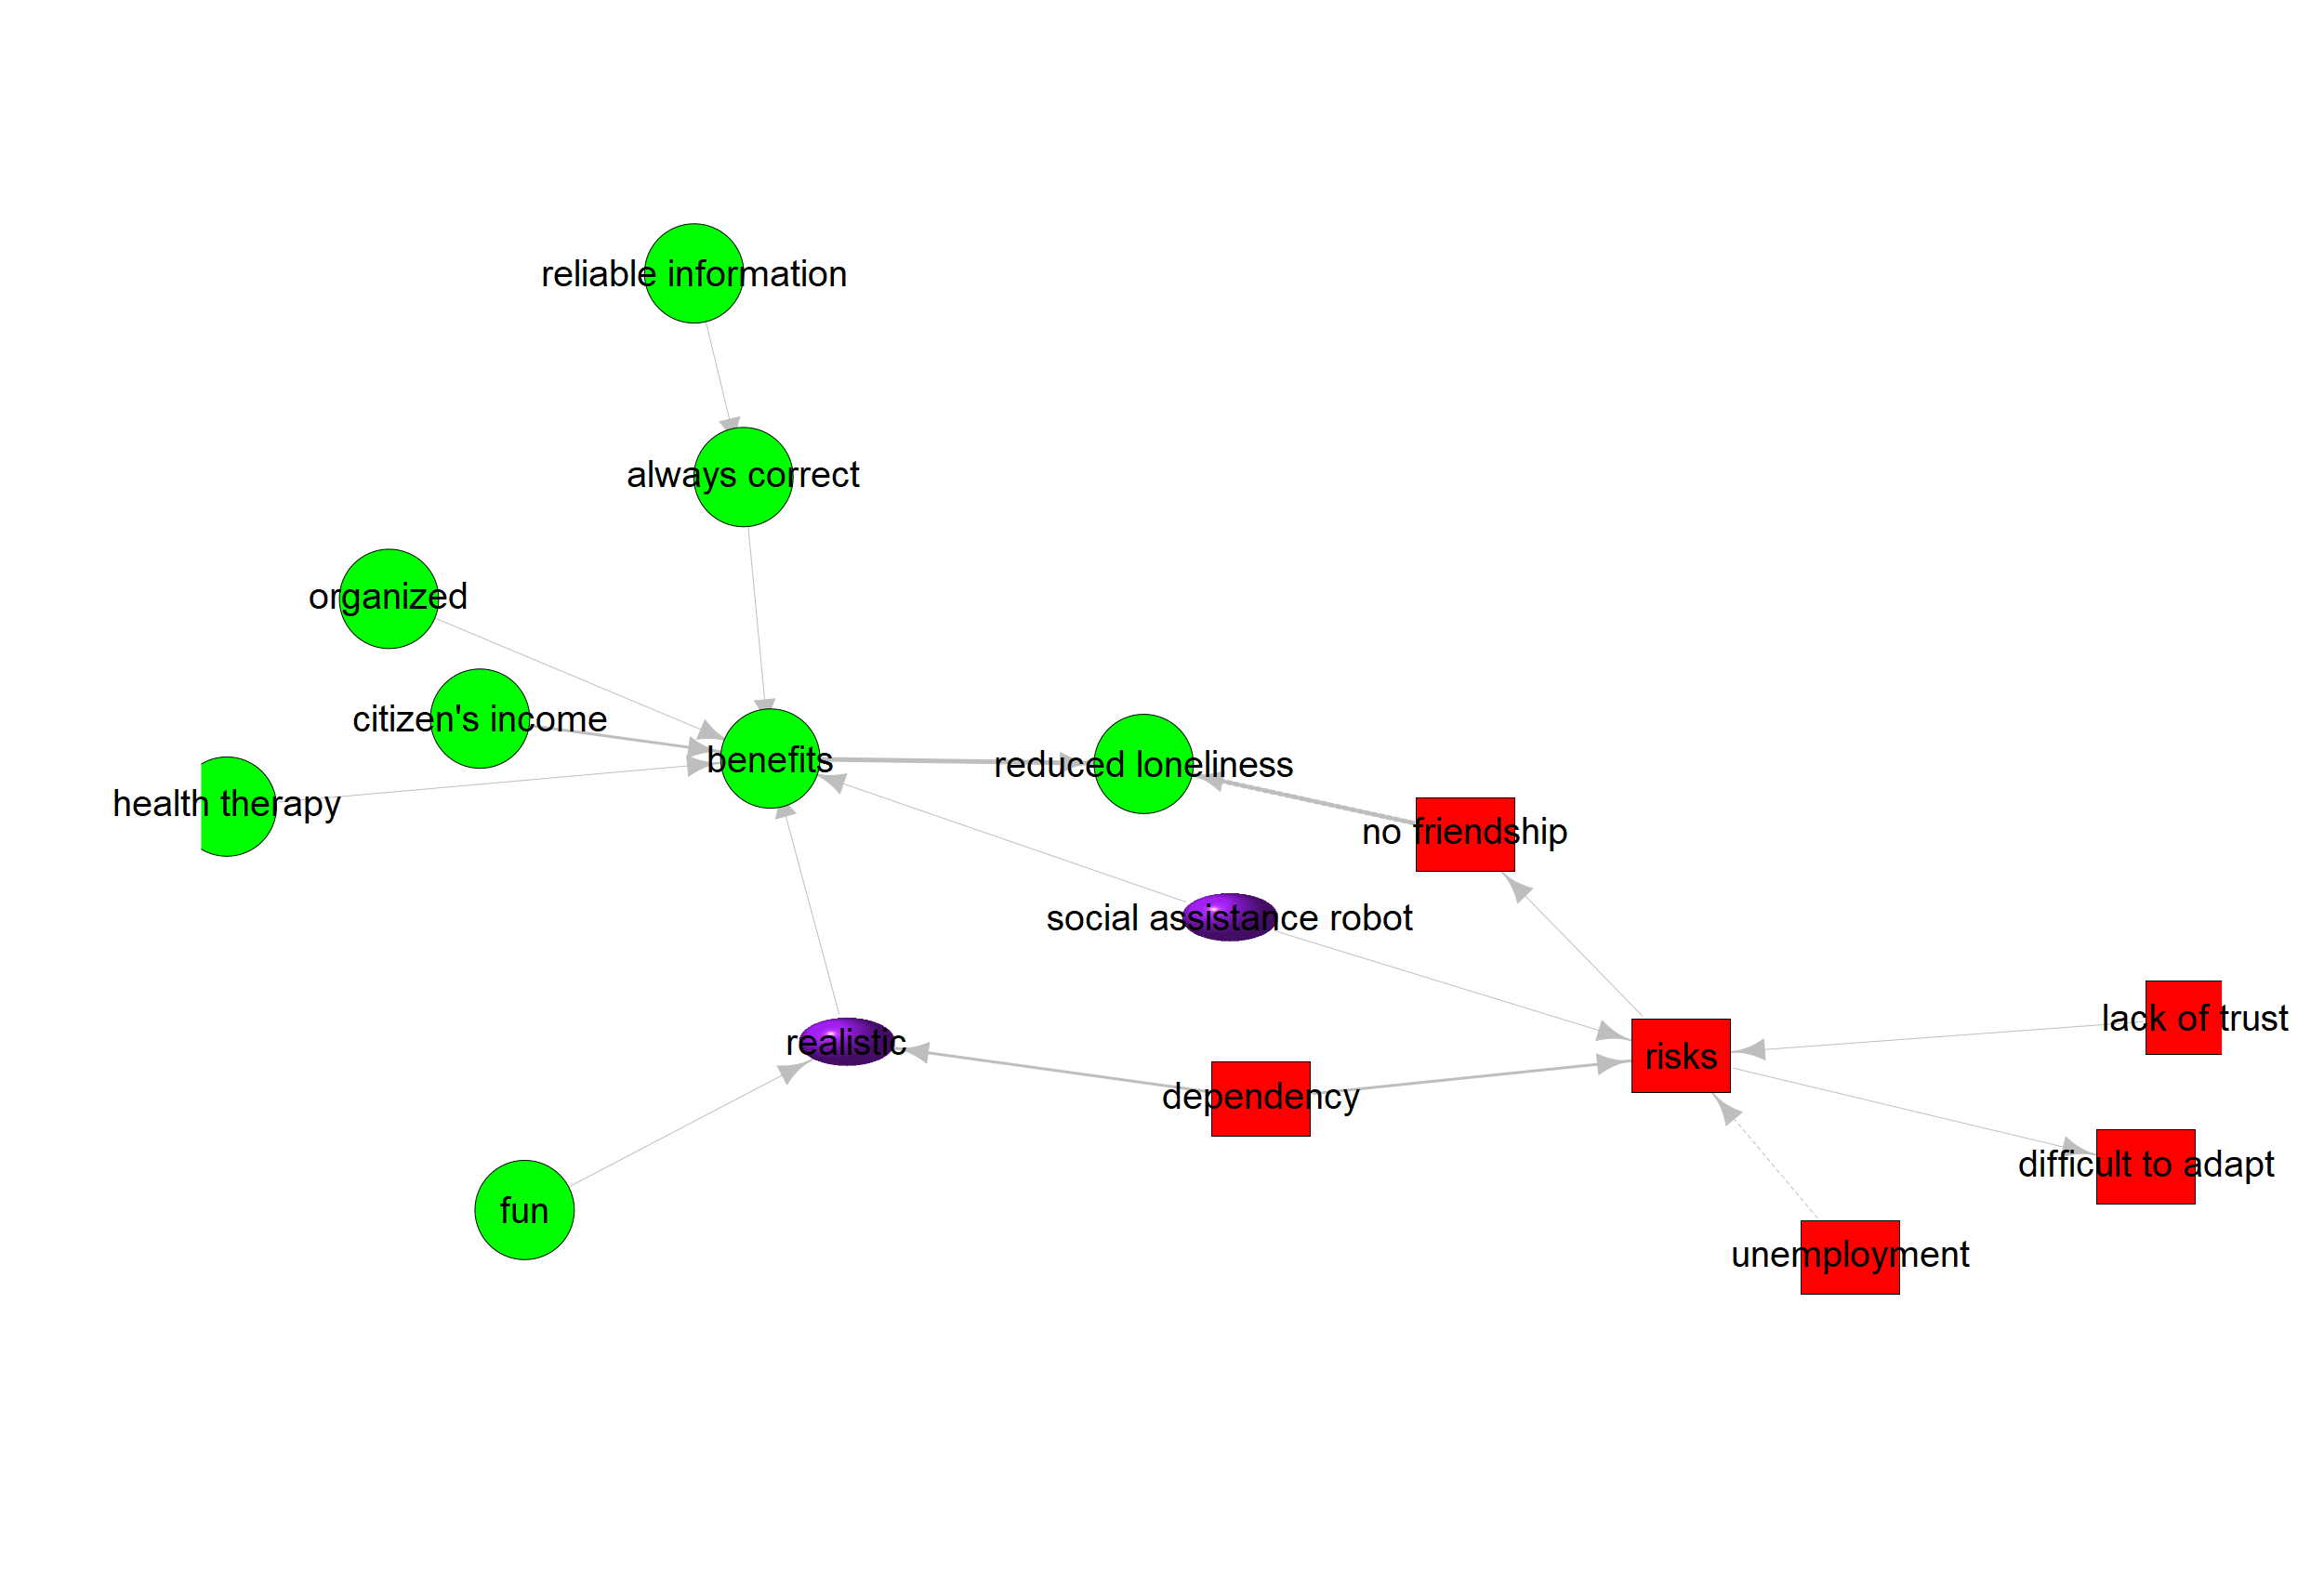 reliable information
always correct
organized
citizen's income
benefits
reduced loneliness
health therapy
no friendship
social assistance robot
lack of trust
realistic
risks
dependency
difficult to adapt
fun
unemployment